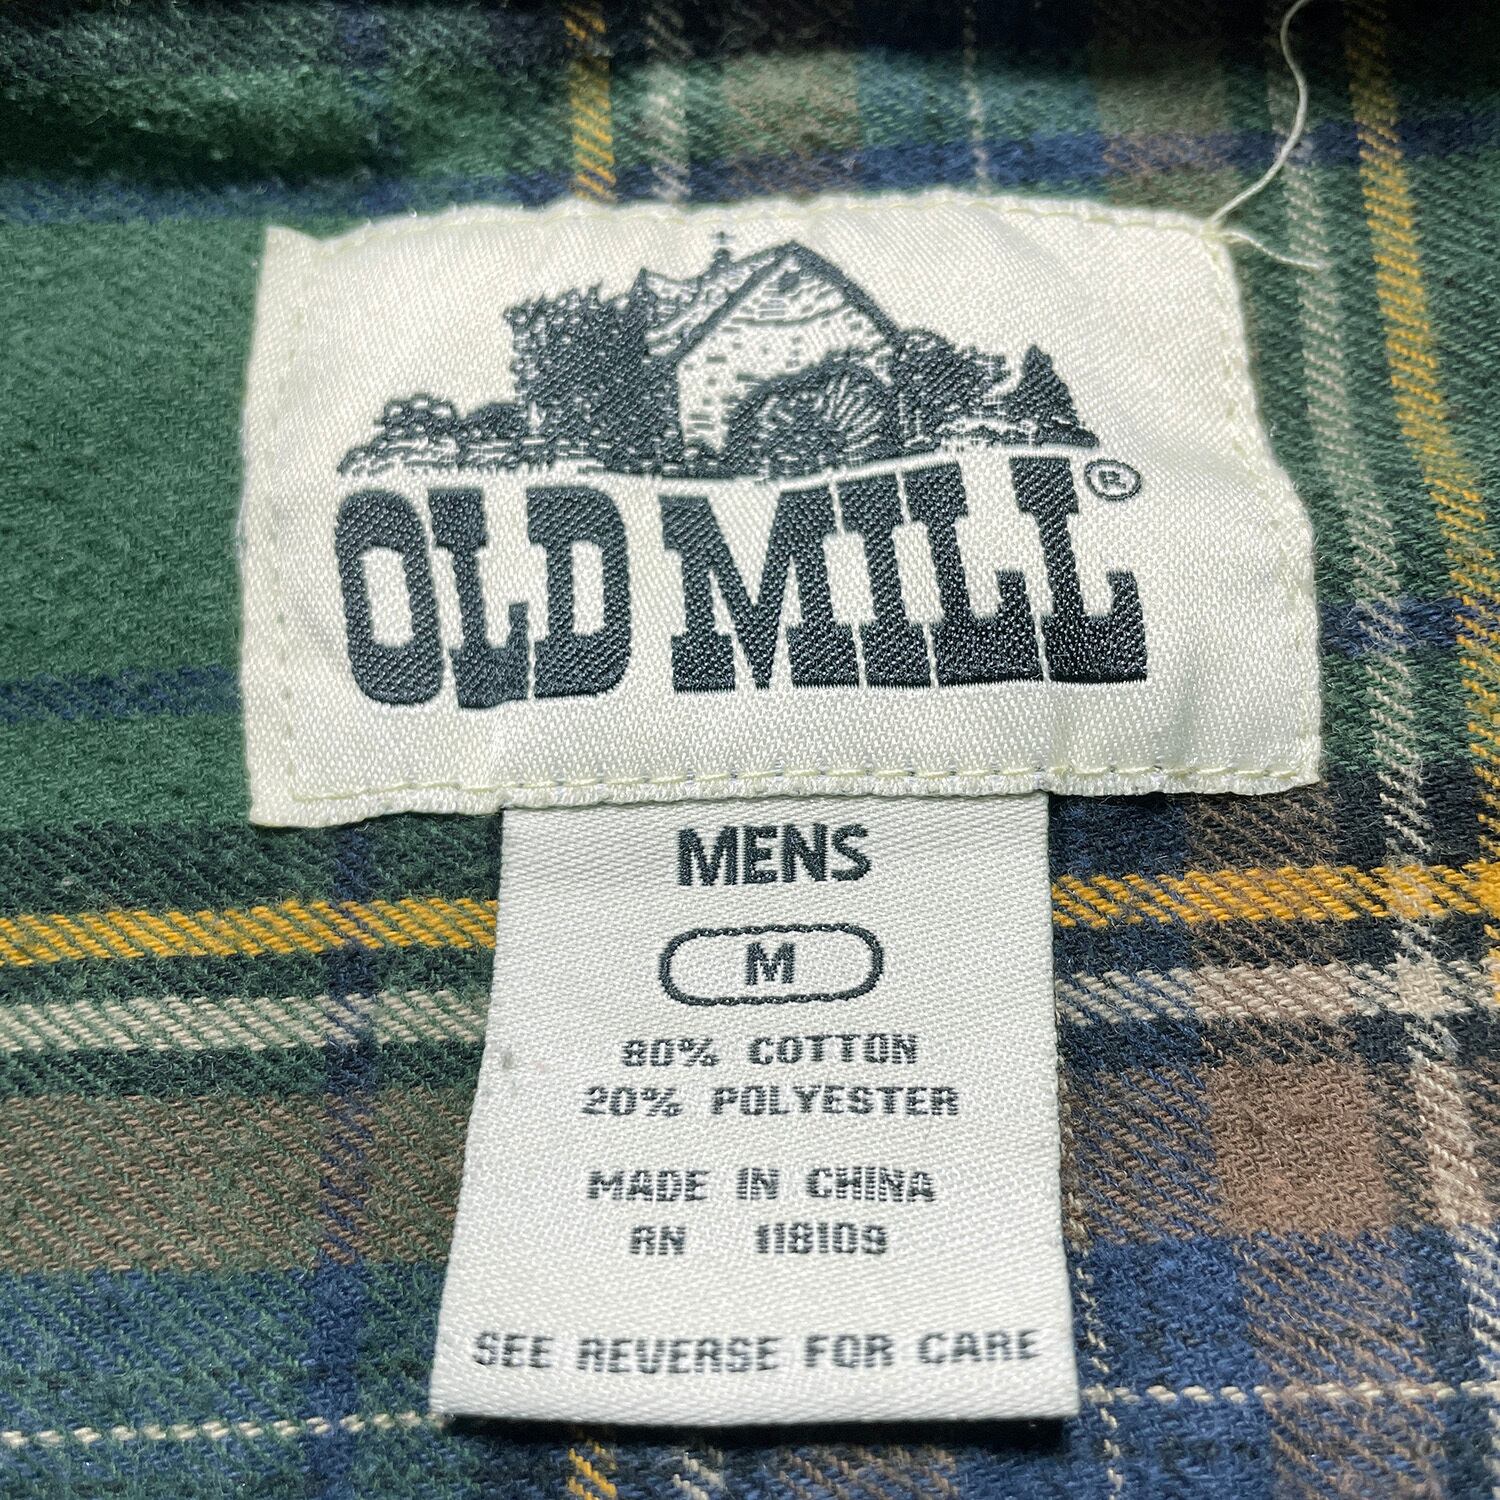 OLD MILL®
MENS
M
80% COTTON
20% POLYESTER
MADE IN CHINA
RN 118109
SEE REVERSE FOR CARE